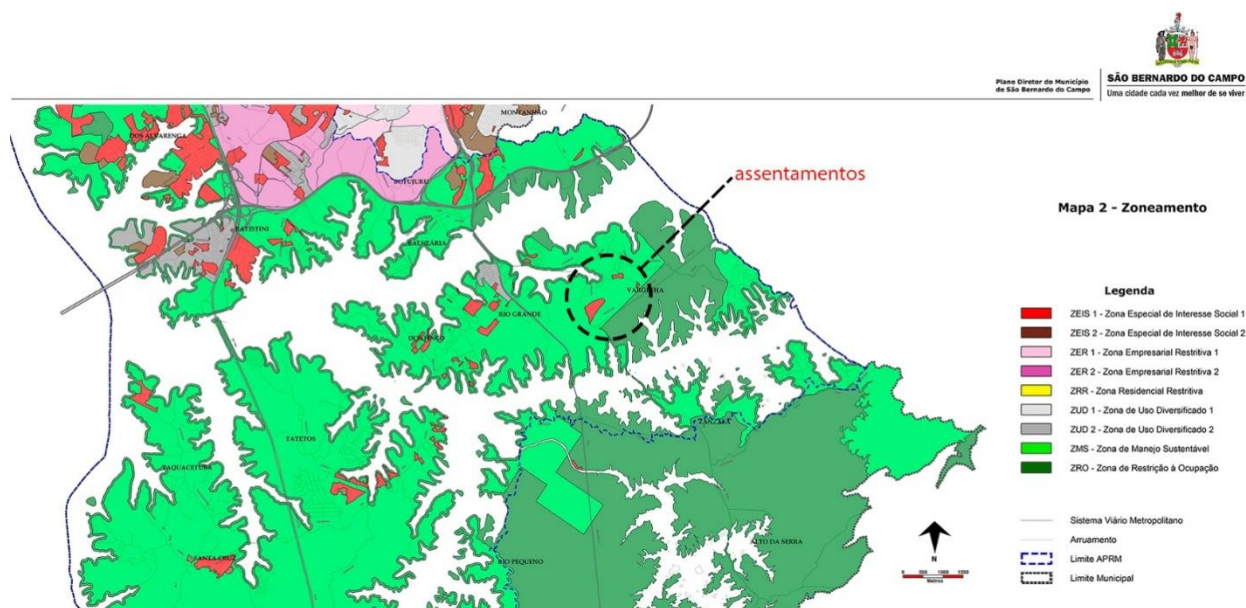 Plano Diretor do Município
de São Bernardo do Campo
SÃO BERNARDO DO CAMPO
Uma cidade cada vez melhor de se viver
MONTANHÃO
DOS ALVARENGA
BOTUJURU
assentamentos
Mapa 2 - Zoneamento
BATISTINI
BALNEÁRIA
VARGINHA
RIO GRANDE
TATETOS
TAQUACETUBA
SANTA CRUZ
RIO PEQUENO
ALTO DA SERRA
Legenda
ZEIS 1 - Zona Especial de Interesse Social 1
ZEIS 2 - Zona Especial de Interesse Social 2
ZER 1 - Zona Empresarial Restritiva 1
ZER 2 - Zona Empresarial Restritiva 2
ZRR - Zona Residencial Restritiva
ZUD 1 - Zona de Uso Diversificado 1
ZUD 2 - Zona de Uso Diversificado 2
ZMS - Zona de Manejo Sustentável
ZRO - Zona de Restrição à Ocupação
Sistema Viário Metropolitano
Arruamento
Limite APRM
Limite Municipal
N
0 500 1000 1500
Metros